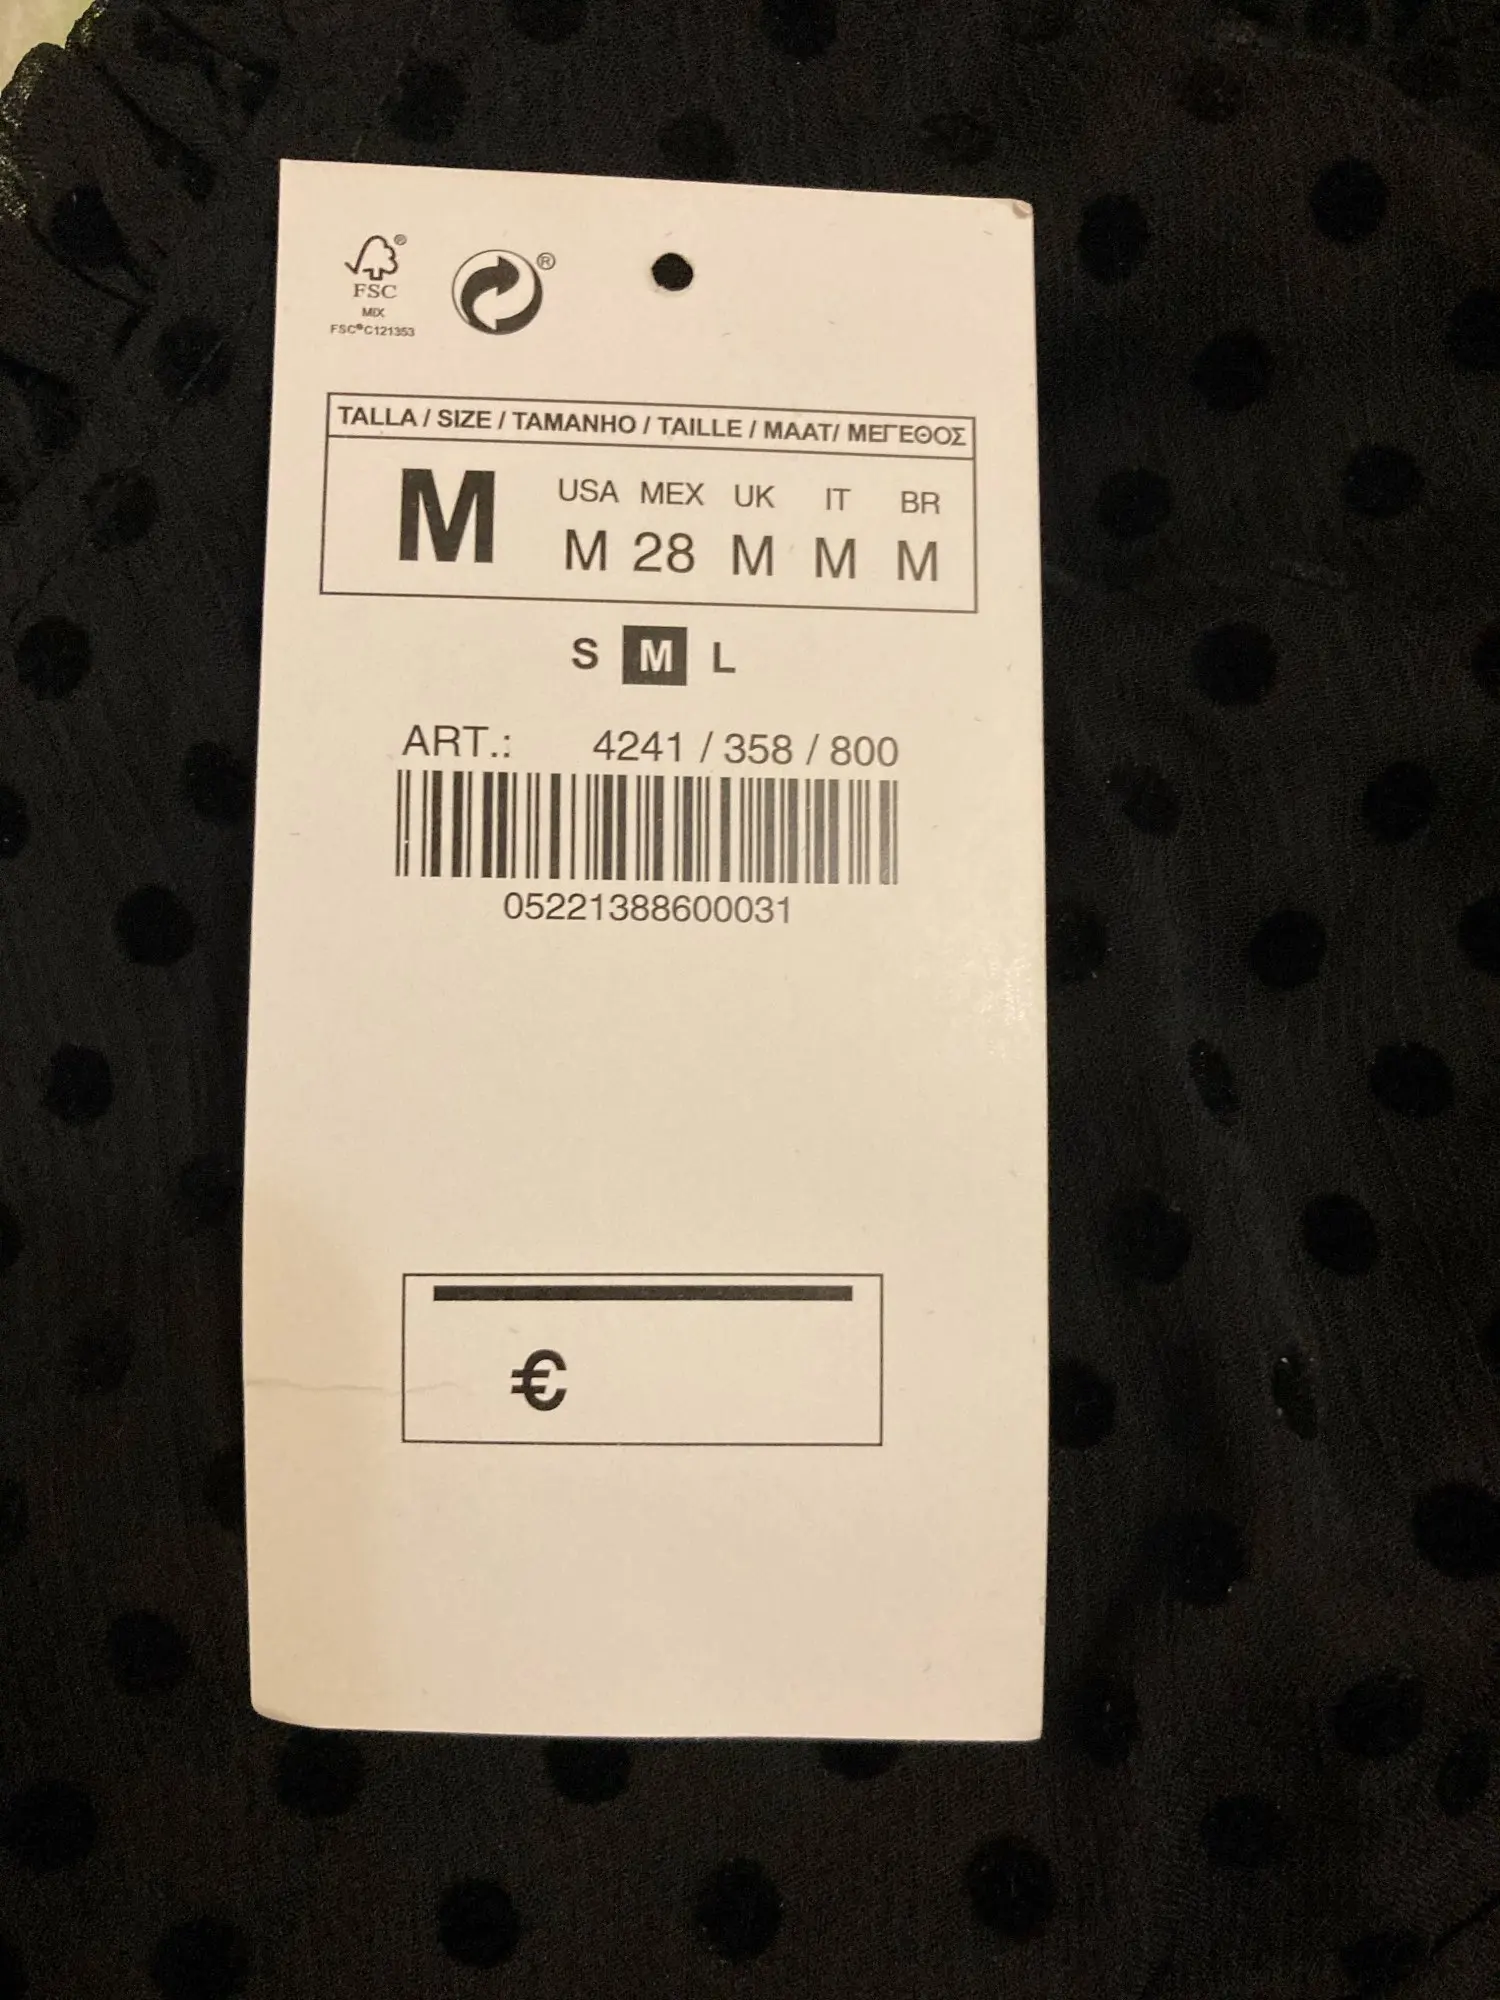 ®
FSC
MIX
FSC®C121353
®
TALLA / SIZE / TAMANHO / TAILLE / MAAT/ ΜΕΓΕΘΟΣ
M
USA MEX UK IT BR
M 28 M M M
S M L
ART.: 4241 / 358 / 800
05221388600031
€